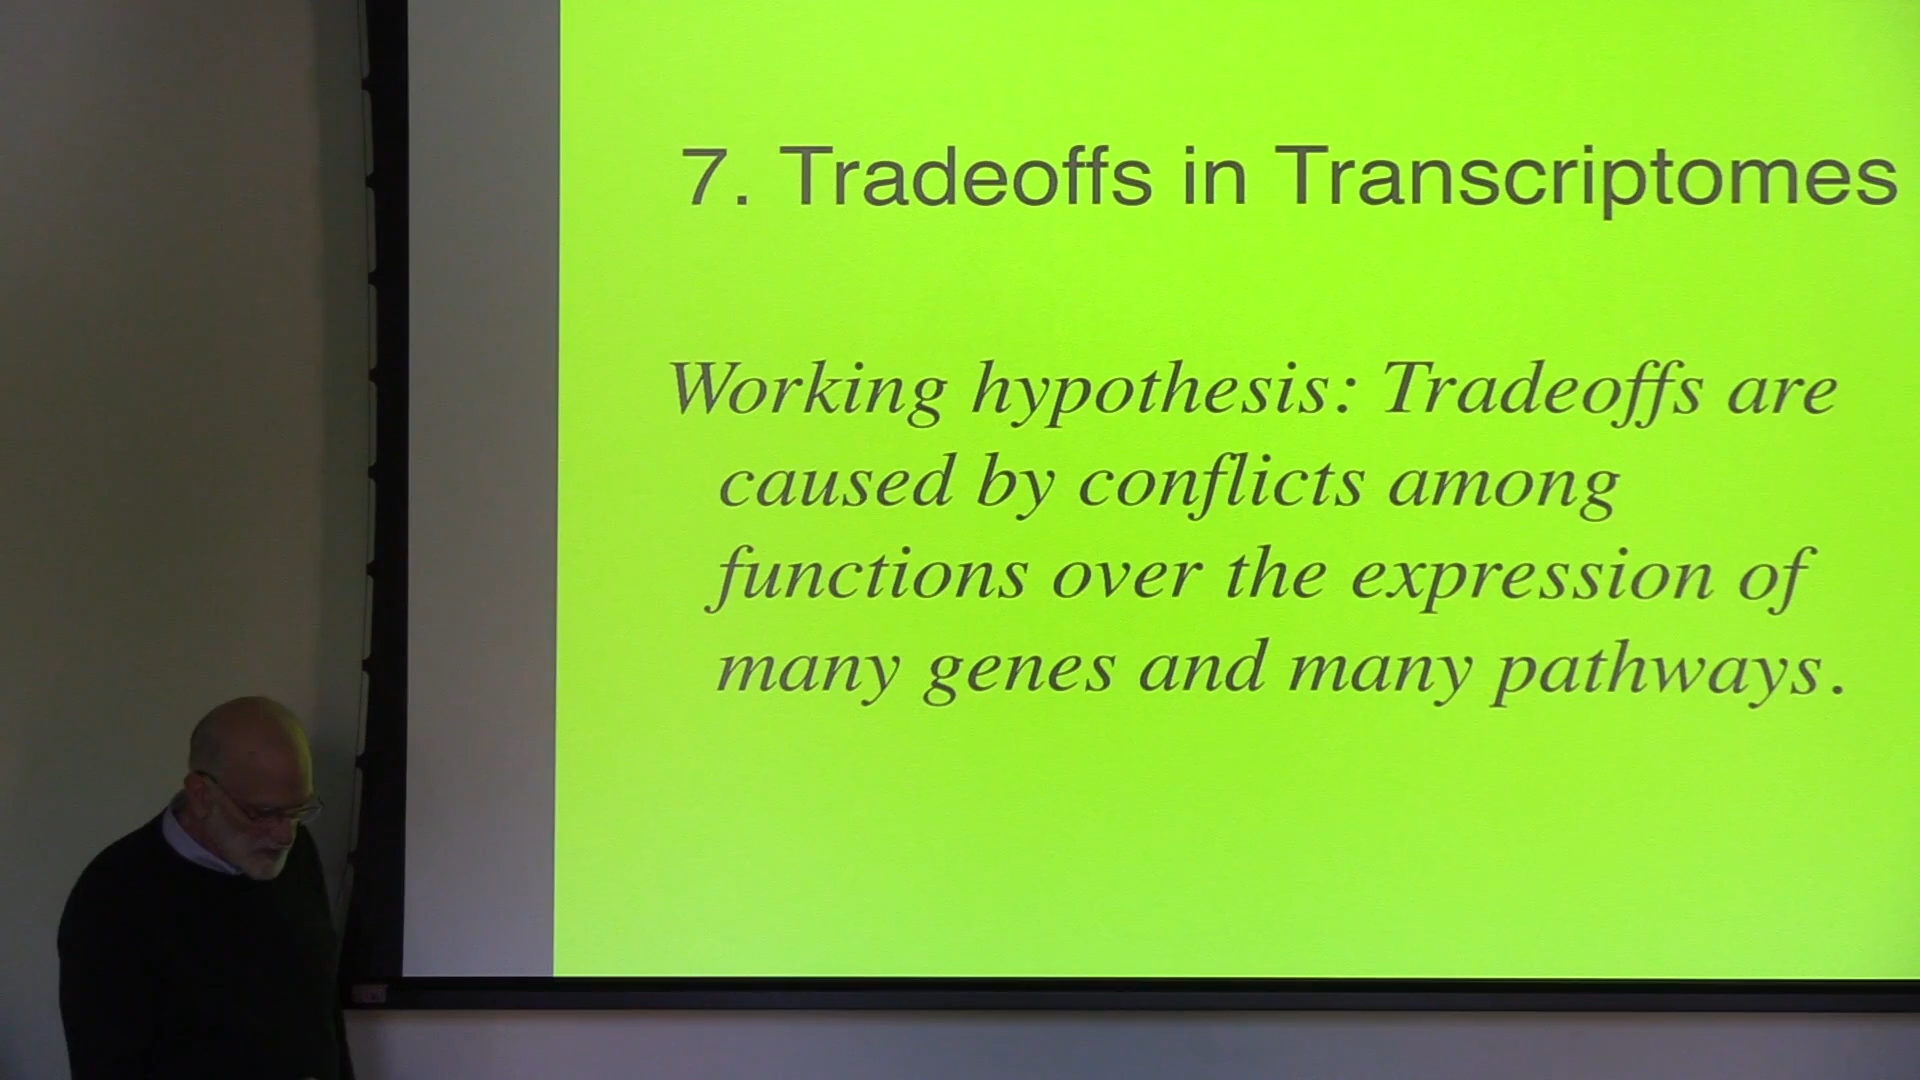 7. Tradeoffs in Transcriptomes
Working hypothesis: Tradeoffs are
caused by conflicts among
functions over the expression of
many genes and many pathways.